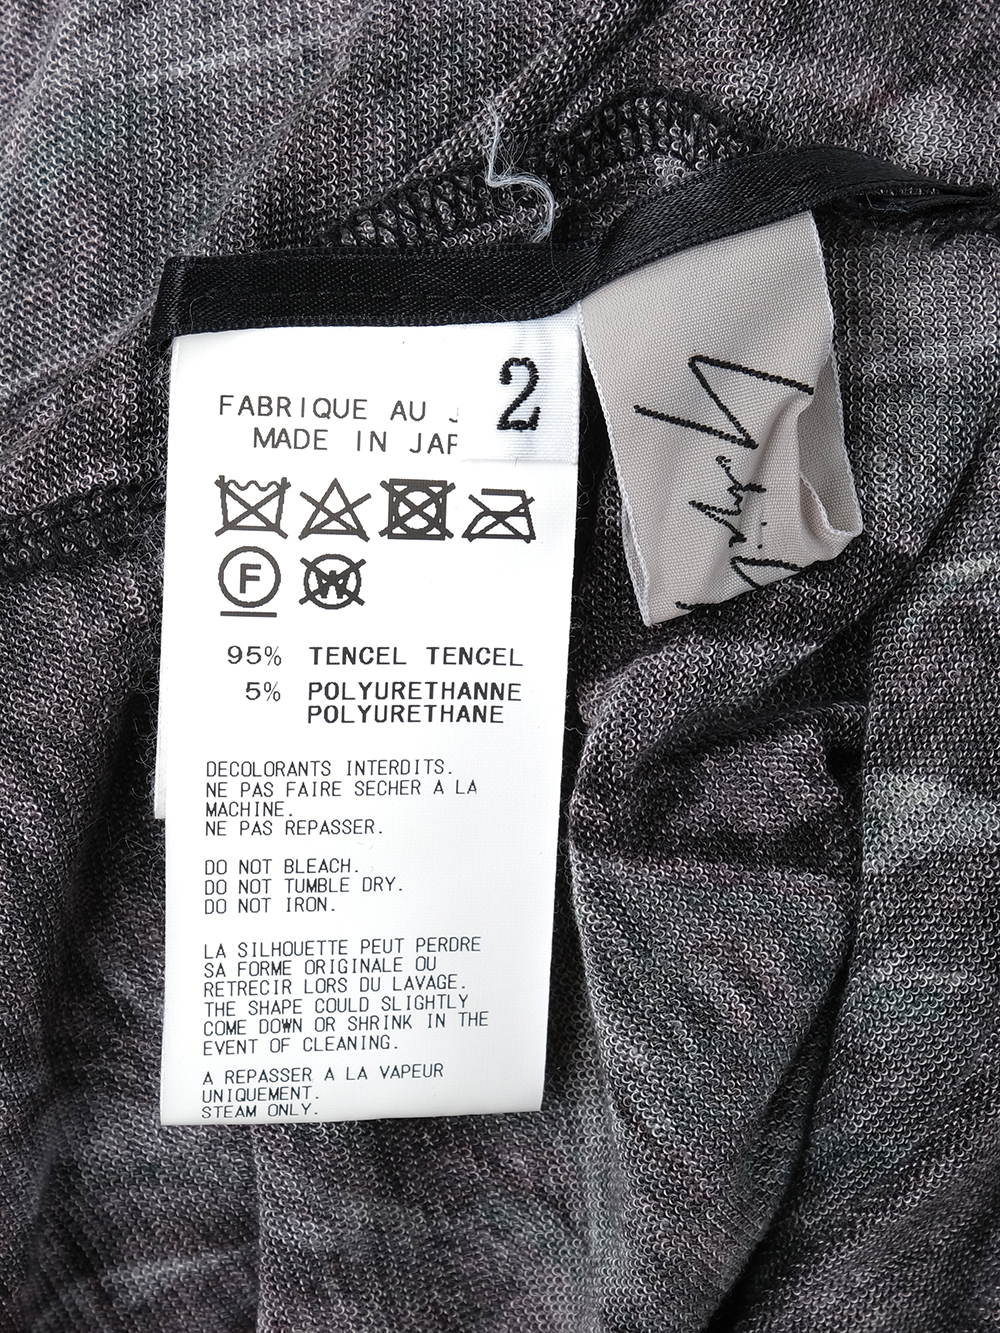 2
FABRIQUE AU
MADE IN JAP
F
W
95% TENCEL TENCEL
5% POLYURETHANNE
POLYURETHANE
DECOLORANTS INTERDITS.
NE PAS FAIRE SECHER A LA
MACHINE.
NE PAS REPASSER.
DO NOT BLEACH.
DO NOT TUMBLE DRY.
DO NOT IRON.
LA SILHOUETTE PEUT PERDRE
SA FORME ORIGINALE OU
RETRECIR LORS DU LAVAGE.
THE SHAPE COULD SLIGHTLY
COME DOWN OR SHRINK IN THE
EVENT OF CLEANING.
A REPASSER A LA VAPEUR
UNIQUEMENT.
STEAM ONLY.